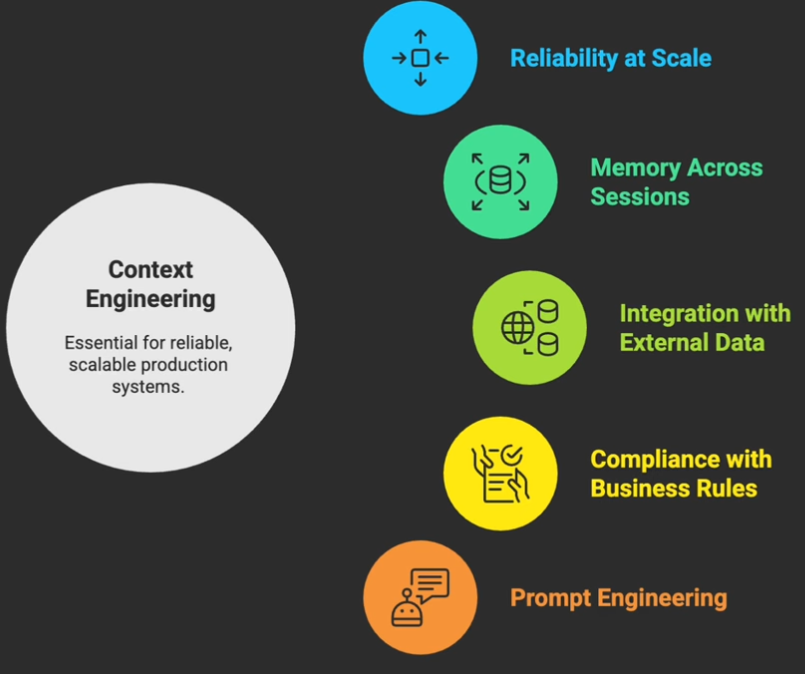 Context
Engineering
Essential for reliable,
scalable production
systems.
Reliability at Scale
Memory Across
Sessions
Integration with
External Data
Compliance with
Business Rules
Prompt Engineering